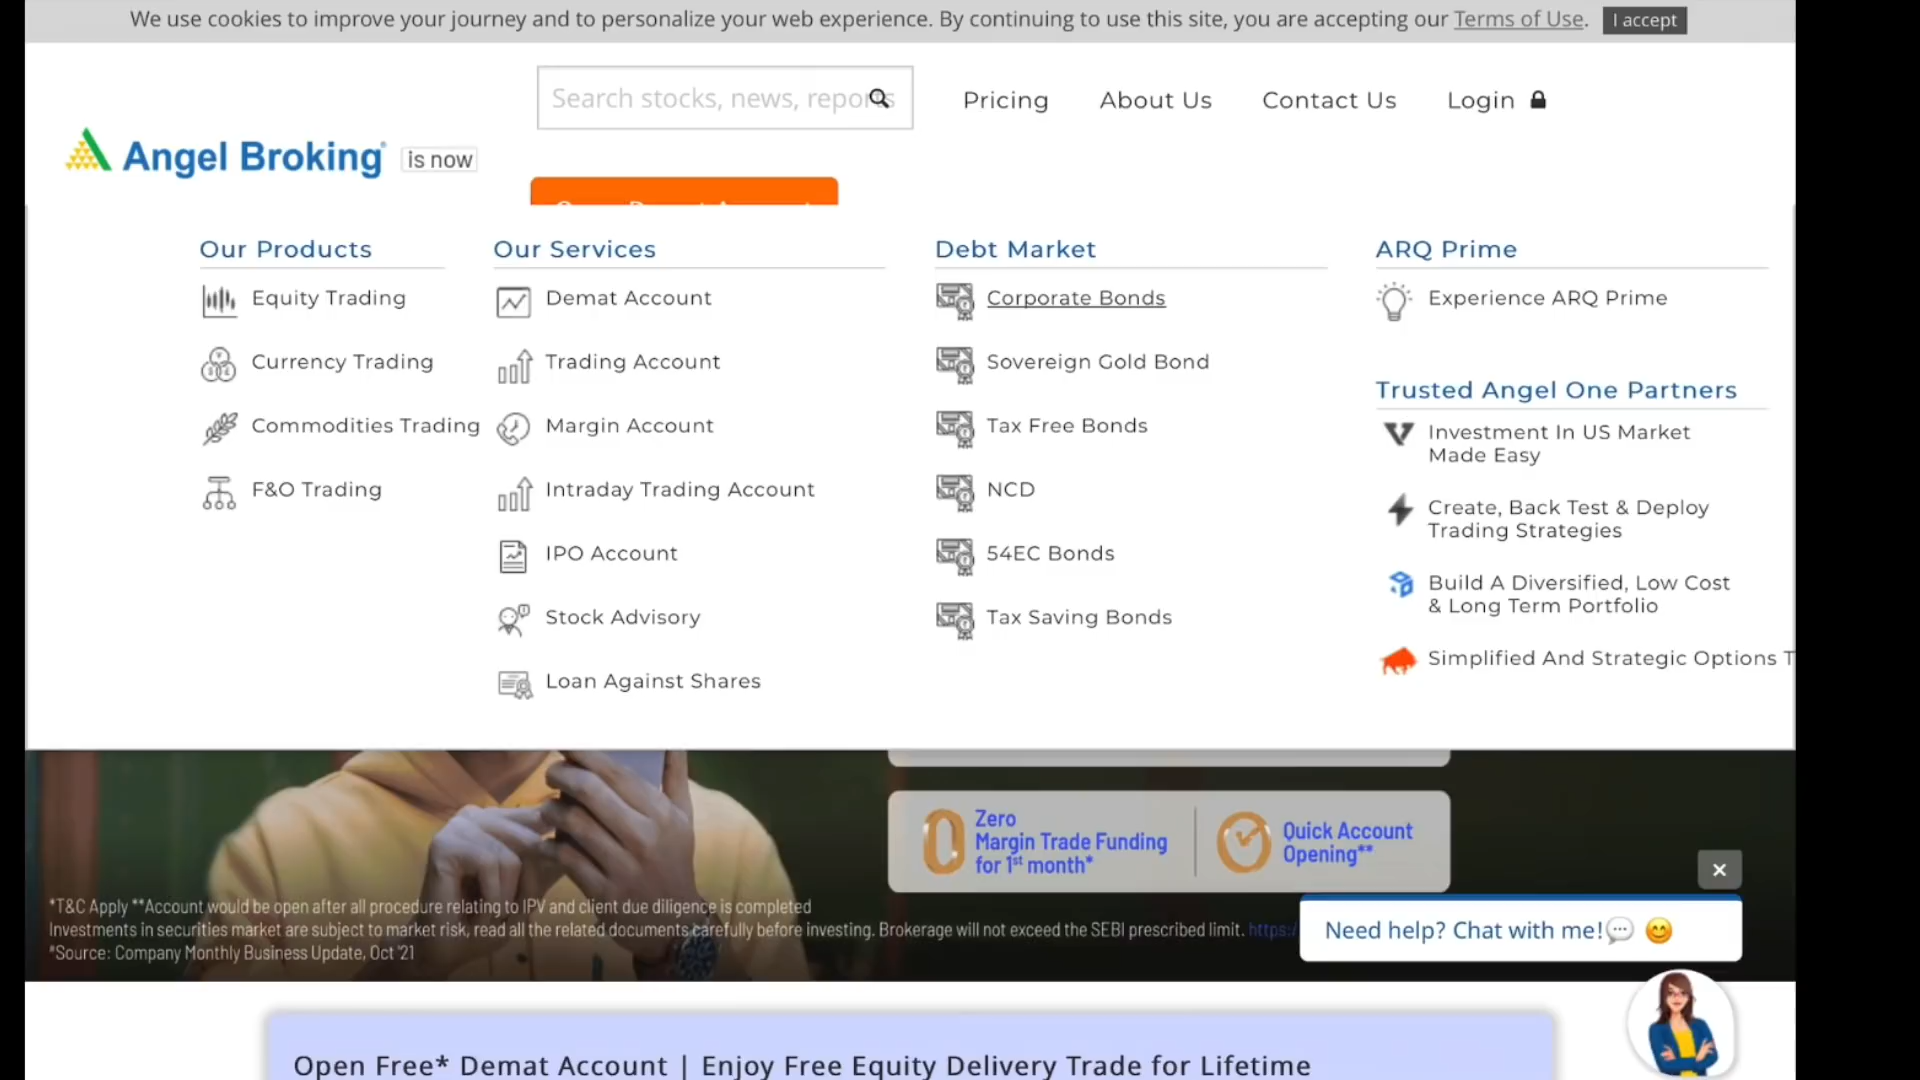 We use cookies to improve your journey and to personalize your web experience. By continuing to use this site, you are accepting our Terms of Use. I accept
Search stocks, news, reports
Pricing
About Us
Contact Us
Login
Angel Broking is now
Our Products
Equity Trading
Currency Trading
Commodities Trading
F&O Trading
Our Services
Demat Account
Trading Account
Margin Account
Intraday Trading Account
IPO Account
Stock Advisory
Loan Against Shares
Debt Market
Corporate Bonds
Sovereign Gold Bond
Tax Free Bonds
NCD
54EC Bonds
Tax Saving Bonds
ARQ Prime
Experience ARQ Prime
Trusted Angel One Partners
Investment In US Market
Made Easy
Create, Back Test & Deploy
Trading Strategies
Build A Diversified, Low Cost
& Long Term Portfolio
Simplified And Strategic Options T
Zero
Margin Trade Funding
for 1st month*
Quick Account
Opening**
*T&C Apply **Account would be open after all procedure relating to IPV and client due diligence is completed
Investments in securities market are subject to market risk, read all the related documents carefully before investing. Brokerage will not exceed the SEBI prescribed limit. https:/
*Source: Company Monthly Business Update, Oct '21
Need help? Chat with me!💬 😊
Open Free* Demat Account | Enjoy Free Equity Delivery Trade for Lifetime